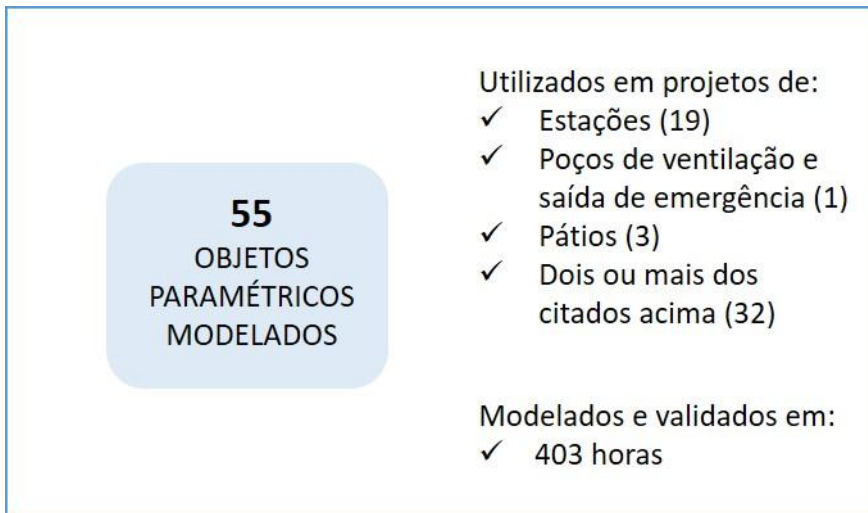 55
OBJETOS
PARAMÉTRICOS
MODELADOS
Utilizados em projetos de:
✓ Estações (19)
✓ Poços de ventilação e
saída de emergência (1)
✓ Pátios (3)
✓ Dois ou mais dos
citados acima (32)
Modelados e validados em:
✓ 403 horas